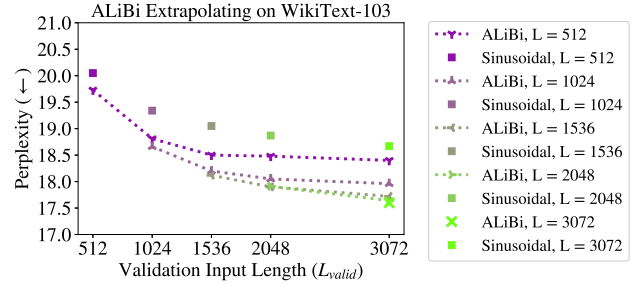 ALiBi Extrapolating on WikiText-103
Perplexity (←)
21.0
20.5
20.0
19.5
19.0
18.5
18.0
17.5
17.0
512
1024
1536
2048
3072
Validation Input Length (Lvalid)
ALiBi, L = 512
Sinusoidal, L = 512
ALiBi, L = 1024
Sinusoidal, L = 1024
ALiBi, L = 1536
Sinusoidal, L = 1536
ALiBi, L = 2048
Sinusoidal, L = 2048
ALiBi, L = 3072
Sinusoidal, L = 3072